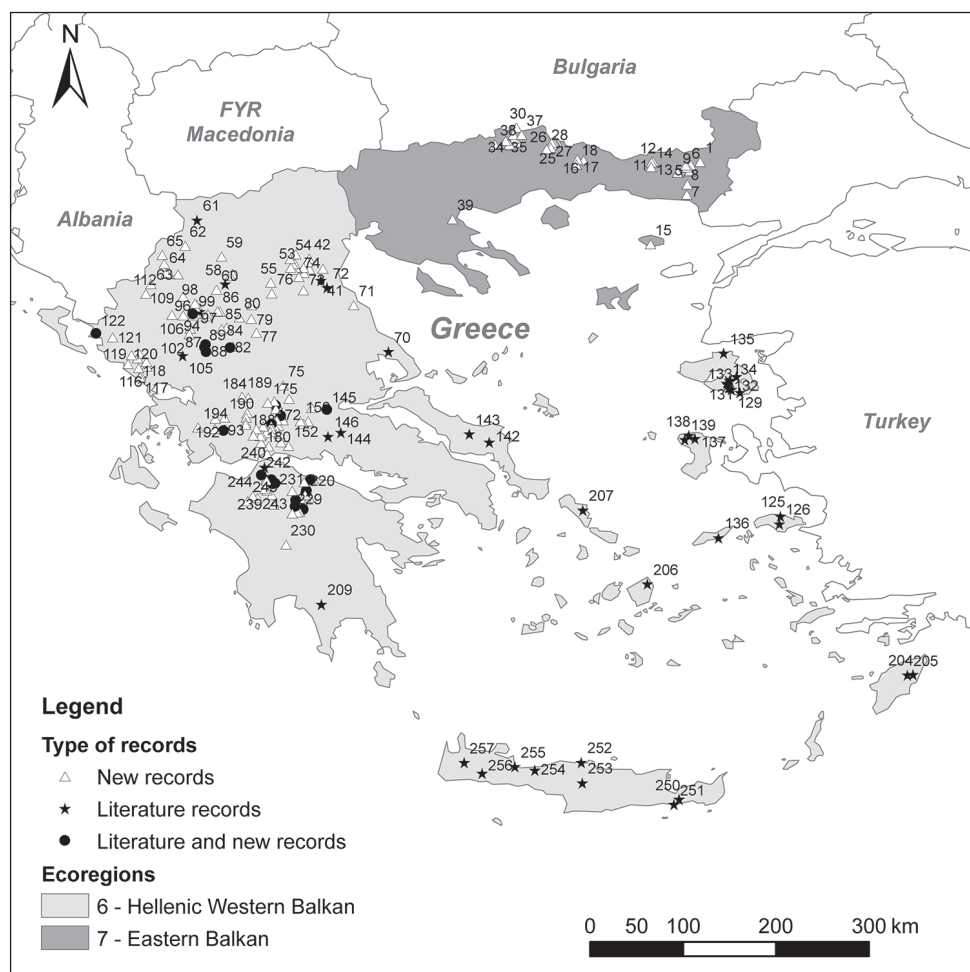 N
Bulgaria
FYR
Macedonia
Albania
Greece
Turkey
30 37
38 26 28
34 35 25 27 18
16 17
12 14 9 6 1
11 13 5 8
7
39
15
61
62
65 59
64
63 58 60
112
109 98
53 54 42
55 74 72
76 73 41
71
96 99 86 80
97 85 79
106 94 84 77
87 89 82
88
102 105
122
121
119 120
118
116 117
70
75
184 189 175
190 172 145
194 188 152 146
192 93 180 144
240
242
244 231 220
245 229
239 243
230
143
142
135
133 134
132
131 129
138 139
137
207
125
126
136
206
209
204 205
257 255 252
256 254 253
250 251
Legend
Type of records
New records
Literature records
Literature and new records
Ecoregions
6 - Hellenic Western Balkan
7 - Eastern Balkan
0 50 100 200 300 km